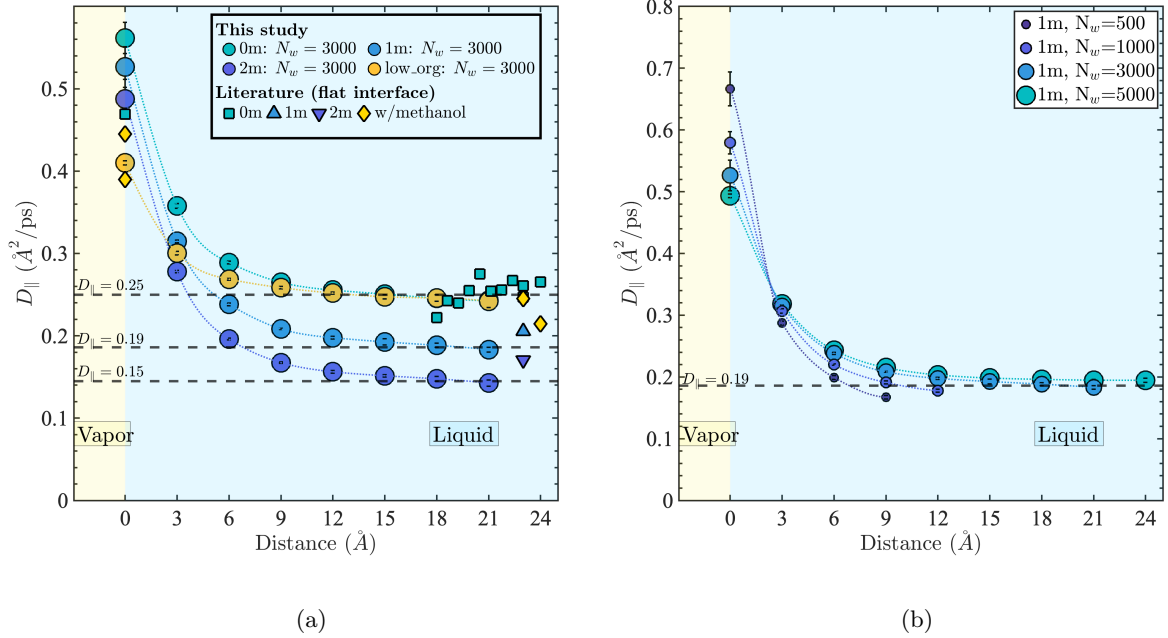 This study
0m: N_w = 3000 1m: N_w = 3000
2m: N_w = 3000 low_org: N_w = 3000
Literature (flat interface)
0m 1m 2m w/methanol
0.5
0.4
0.3
0.2
0.1
0
D_∥ (Å²/ps)
D_∥ = 0.25
D_∥ = 0.19
D_∥ = 0.15
Vapor
Liquid
0 3 6 9 12 15 18 21 24
Distance (Å)
(a)
1m, N_w=500
1m, N_w=1000
1m, N_w=3000
1m, N_w=5000
0.8
0.7
0.6
0.5
0.4
0.3
0.2
0.1
0
D_∥ (Å²/ps)
D_∥=0.19
Vapor
Liquid
0 3 6 9 12 15 18 21 24
Distance (Å)
(b)